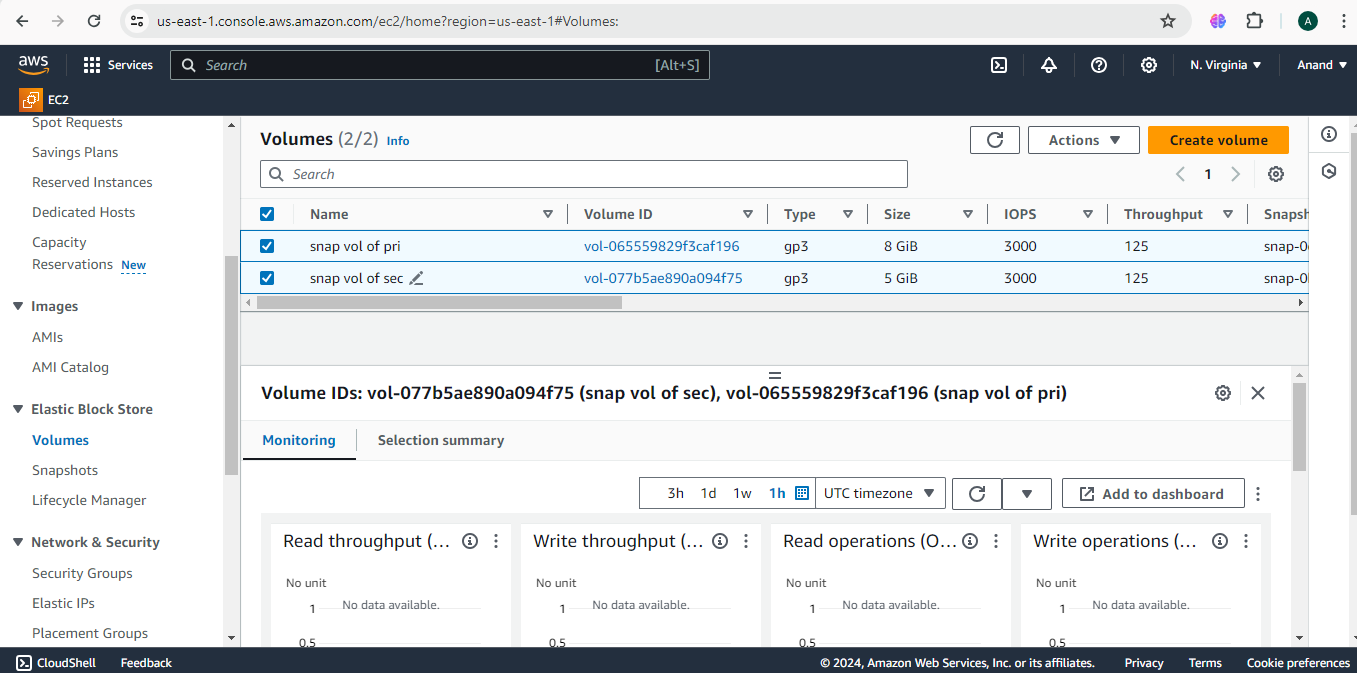 us-east-1.console.aws.amazon.com/ec2/home?region=us-east-1#Volumes:
A
aws
Services
Search
[Alt+S]
N. Virginia
Anand
EC2
Spot Requests
Savings Plans
Reserved Instances
Dedicated Hosts
Capacity
Reservations New
Images
AMIs
AMI Catalog
Elastic Block Store
Volumes
Snapshots
Lifecycle Manager
Network & Security
Security Groups
Elastic IPs
Placement Groups
Volumes (2/2) Info
Actions
Create volume
Search
1
Name Volume ID Type Size IOPS Throughput Snapsh
snap vol of pri vol-065559829f3caf196 gp3 8 GiB 3000 125 snap-0
snap vol of sec vol-077b5ae890a094f75 gp3 5 GiB 3000 125 snap-0
Volume IDs: vol-077b5ae890a094f75 (snap vol of sec), vol-065559829f3caf196 (snap vol of pri)
Monitoring Selection summary
3h 1d 1w 1h UTC timezone Add to dashboard
Read throughput (... Write throughput (... Read operations (O... Write operations (...
No unit No unit No unit No unit
1 No data available. 1 No data available. 1 No data available. 1 No data available.
0.5 0.5 0.5 0.5
CloudShell Feedback © 2024, Amazon Web Services, Inc. or its affiliates. Privacy Terms Cookie preferences